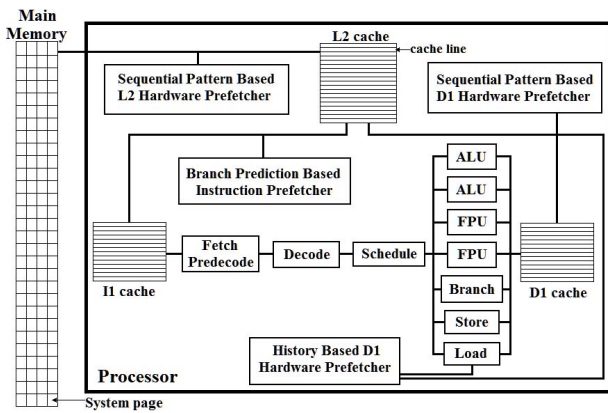 Main
Memory
L2 cache
cache line
Sequential Pattern Based
L2 Hardware Prefetcher
Sequential Pattern Based
D1 Hardware Prefetcher
Branch Prediction Based
Instruction Prefetcher
ALU
ALU
FPU
FPU
Branch
Store
Load
Fetch
Predecode
Decode
Schedule
I1 cache
D1 cache
History Based D1
Hardware Prefetcher
Processor
System page